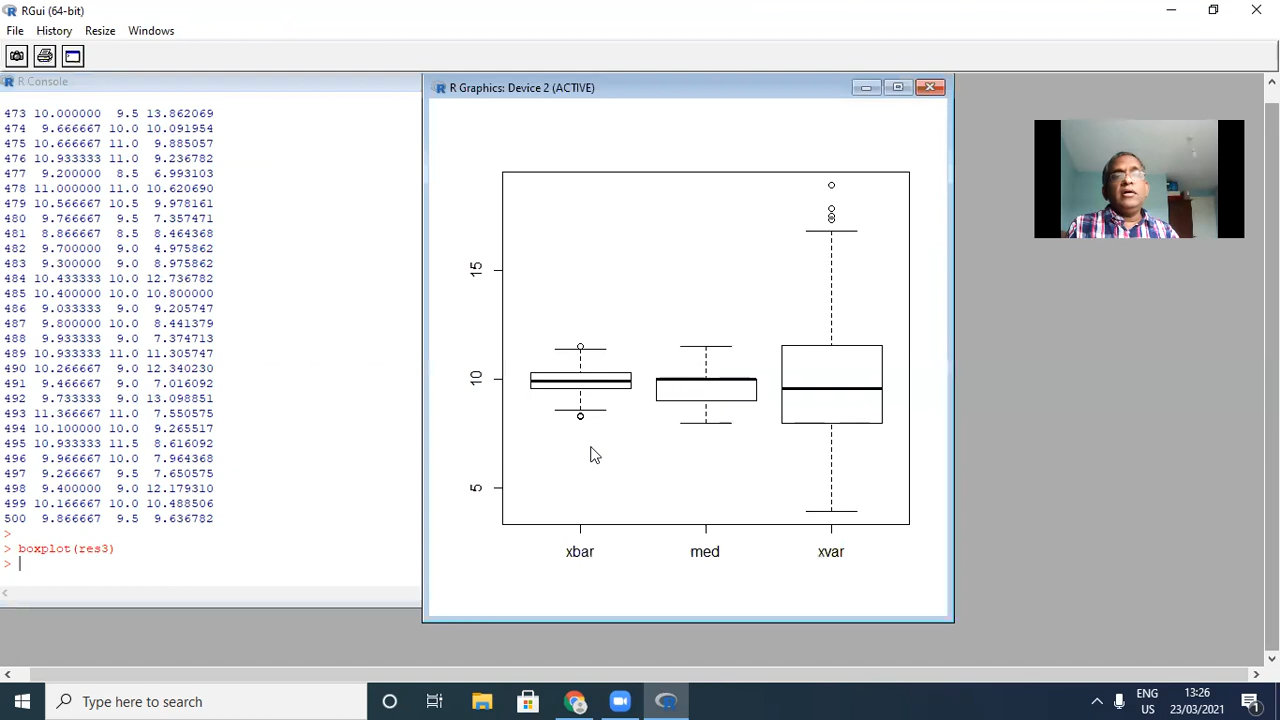 RGui (64-bit)
File History Resize Windows
R Console
473 10.000000 9.5 13.862069
474 9.666667 10.0 10.091954
475 10.666667 11.0 9.885057
476 10.933333 11.0 9.236782
477 9.200000 8.5 6.993103
478 11.000000 11.0 10.620690
479 10.566667 10.5 9.978161
480 9.766667 9.5 7.357471
481 8.866667 8.5 8.464368
482 9.700000 9.0 4.975862
483 9.300000 9.0 8.975862
484 10.433333 10.0 12.736782
485 10.400000 10.0 10.800000
486 9.033333 9.0 9.205747
487 9.800000 10.0 8.441379
488 9.933333 9.0 7.374713
489 10.933333 11.0 11.305747
490 10.266667 9.0 12.340230
491 9.466667 9.0 7.016092
492 9.733333 9.0 13.098851
493 11.366667 11.0 7.550575
494 10.100000 9.0 9.265517
495 10.933333 11.5 8.616092
496 9.966667 9.0 7.964368
497 9.266667 9.5 7.650575
498 9.400000 9.0 12.179310
499 10.166667 10.0 10.488506
500 9.866667 9.5 9.636782
>
> boxplot(res3)
>
R Graphics: Device 2 (ACTIVE)
15
10
5
xbar med xvar
Type here to search
ENG
US
13:26
23/03/2021
1